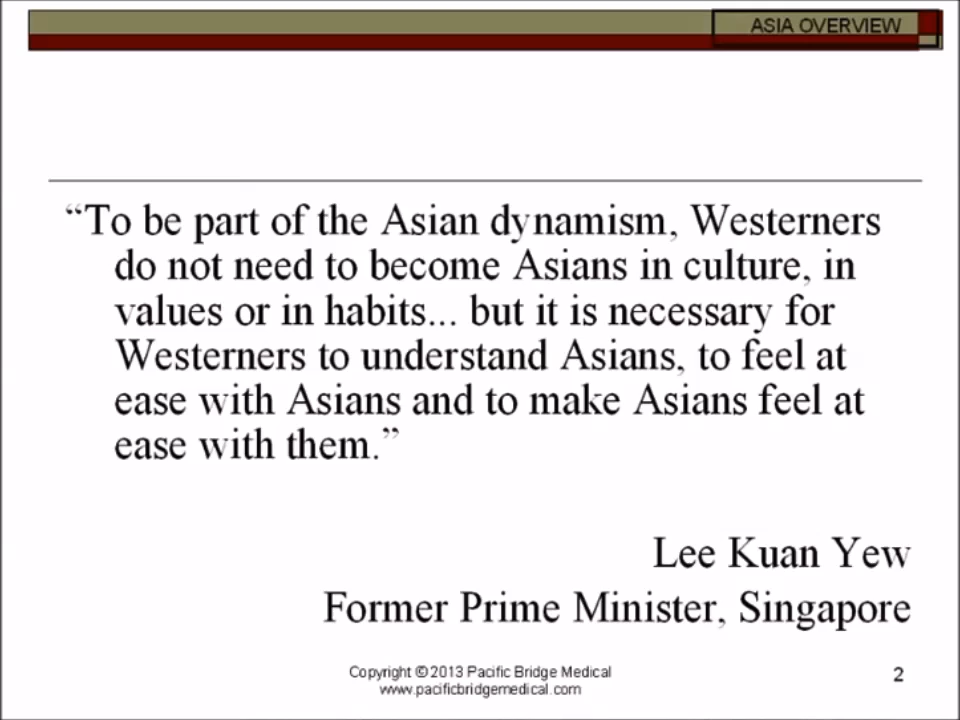 ASIA OVERVIEW
“To be part of the Asian dynamism, Westerners
do not need to become Asians in culture, in
values or in habits... but it is necessary for
Westerners to understand Asians, to feel at
ease with Asians and to make Asians feel at
ease with them.”
Lee Kuan Yew
Former Prime Minister, Singapore
Copyright ©2013 Pacific Bridge Medical
www.pacificbridgemedical.com
2